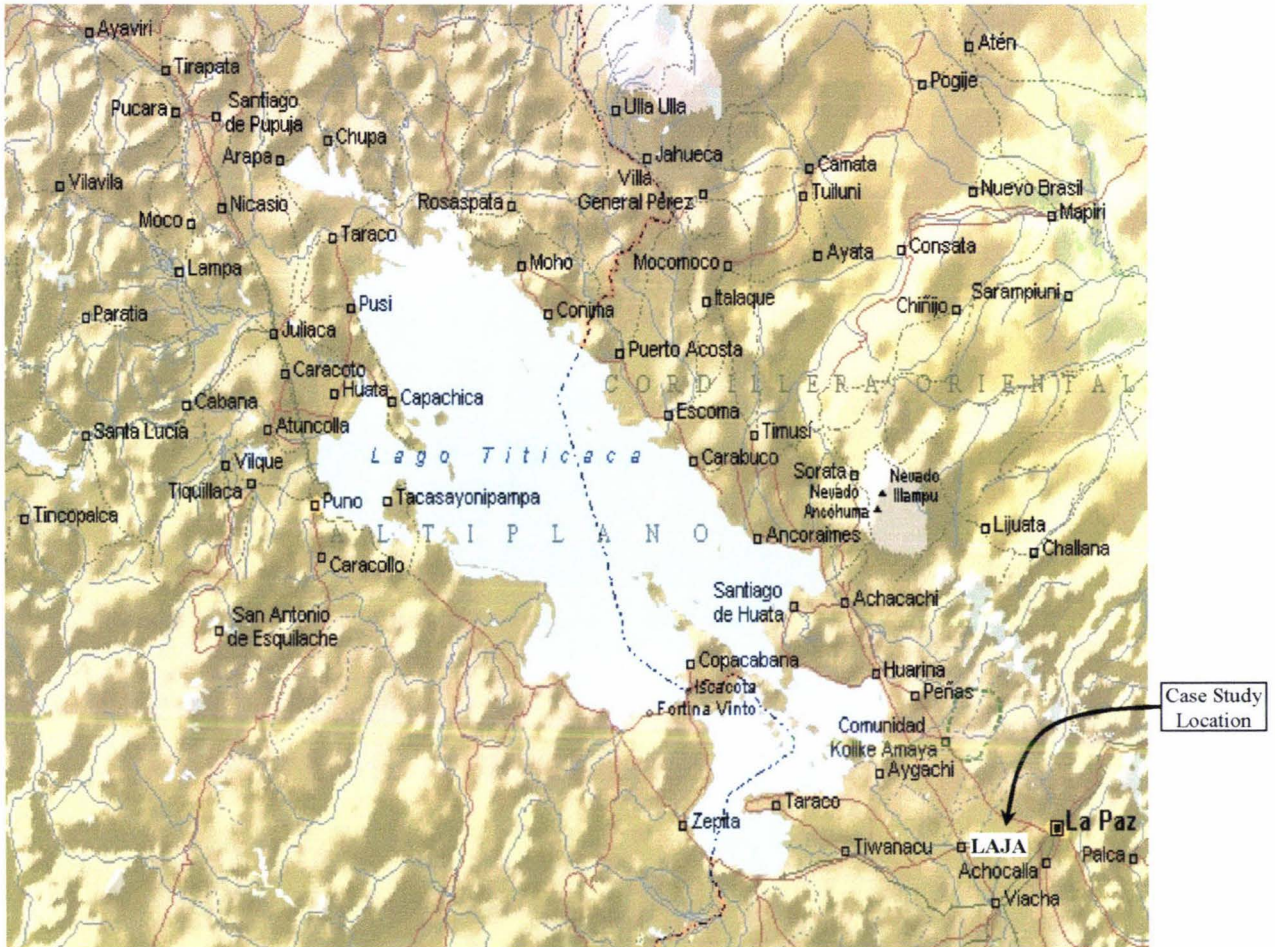 Ayaviri
Atén
Tirapata
Pogije
Pucara
Santiago
de Pupuja
Ulla Ulla
Chupa
Arapa
Jahueca
Camata
Vilavila
Villa
General Pérez
Tuiluni
Nuevo Brasil
Nicasio
Rosaspata
Mapiri
Moco
Taraco
Consata
Lampa
Moho
Mocomoco
Ayata
Paratia
Pusi
Conima
Italaque
Chiñijo
Sarampiuni
Juliaca
Puerto Acosta
Caracoto
CORDILLERA ORIENTAL
Huata
Capachica
Cabana
Escoma
Santa Lucía
Atuncolla
Timusí
Lago Titicaca
Vilque
Carabuco
Tiquillaca
Sorata
Nevado
Illampu
Nevado
Ancohuma
Puno
Tacasayonipampa
Tincopalca
ALTIPLANO
Ancoraimes
Lijuata
Challana
Caracollo
Santiago
de Huata
Achacachi
San Antonio
de Esquilache
Copacabana
Huarina
Iscacota
Peñas
Fortina Vinto
Case Study
Location
Comunidad
Kollke Amaya
Aygachi
Taraco
Zepita
La Paz
Tiwanacu
LAJA
Achocalla
Palca
Viacha